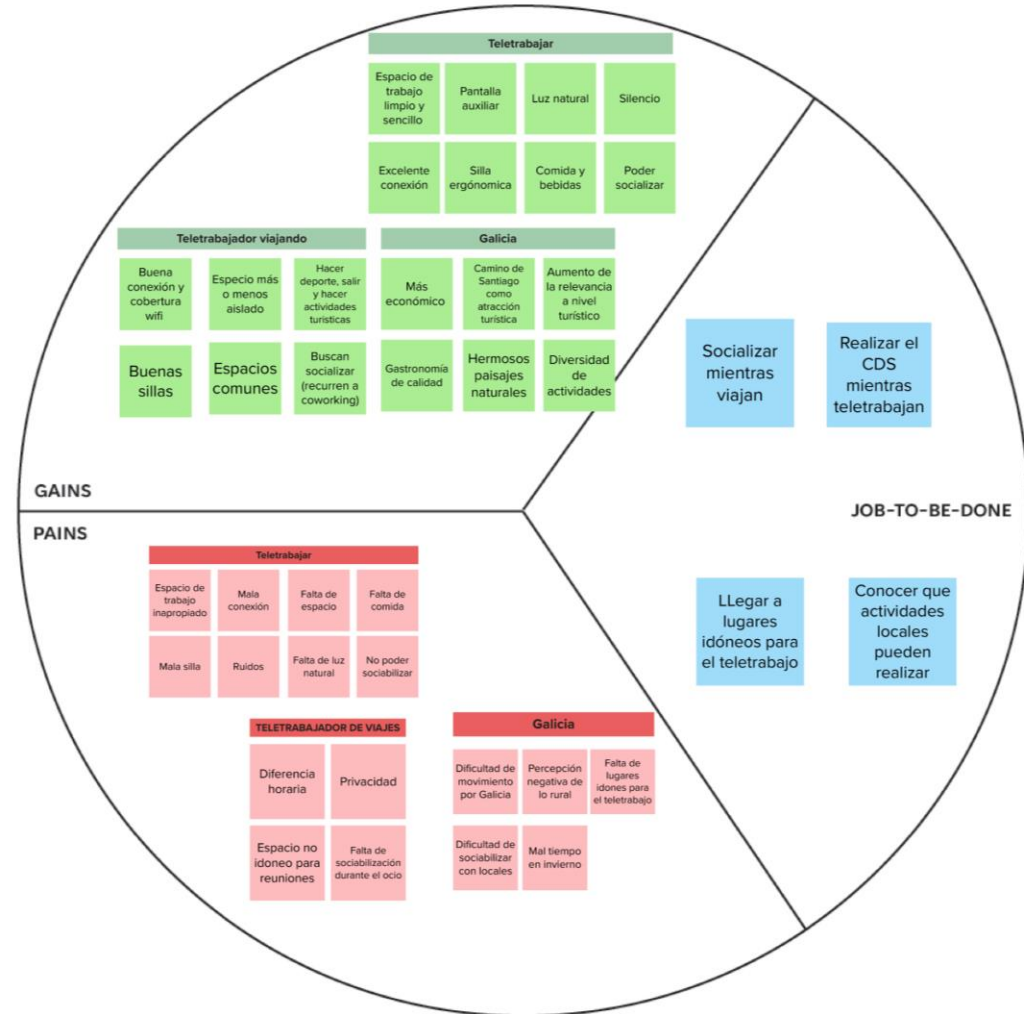 Teletrabajar
Espacio de
trabajo
limpio y
sencillo
Pantalla
auxiliar
Luz natural
Silencio
Excelente
conexión
Silla
ergónomica
Comida y
bebidas
Poder
socializar
Teletrabajador viajando
Buena
conexión y
cobertura
wifi
Especio más
o menos
aislado
Hacer
deporte, salir
y hacer
actividades
turísticas
Buenas
sillas
Espacios
comunes
Buscan
socializar
(recurren a
coworking)
Galicia
Más
económico
Camino de
Santiago
como
atracción
turística
Aumento de
la relevancia
a nivel
turístico
Gastronomía
de calidad
Hermosos
paisajes
naturales
Diversidad
de
actividades
GAINS
Socializar
mientras
viajan
Realizar el
CDS
mientras
teletrabajan
JOB-TO-BE-DONE
LLegar a
lugares
idóneos para
el teletrabajo
Conocer que
actividades
locales
pueden
realizar
PAINS
Teletrabajar
Espacio de
trabajo
inapropiado
Mala
conexión
Falta de
espacio
Falta de
comida
Mala silla
Ruidos
Falta de luz
natural
No poder
sociabilizar
TELETRABAJADOR DE VIAJES
Diferencia
horaria
Privacidad
Espacio no
idoneo para
reuniones
Falta de
sociabilización
durante el ocio
Galicia
Dificultad de
movimiento
por Galicia
Percepción
negativa de
lo rural
Falta de
lugares
idones para
el teletrabajo
Dificultad de
sociabilizar
con locales
Mal tiempo
en invierno